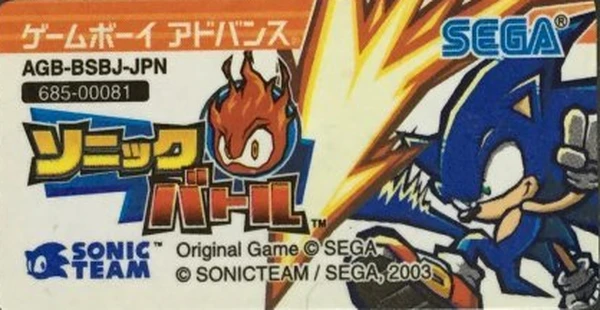 ゲームボーイ アドバンス
SEGA®
AGB-BSBJ-JPN
685-00081
ソニック
バトル™
SONIC TEAM™
Original Game © SEGA
© SONICTEAM / SEGA, 2003